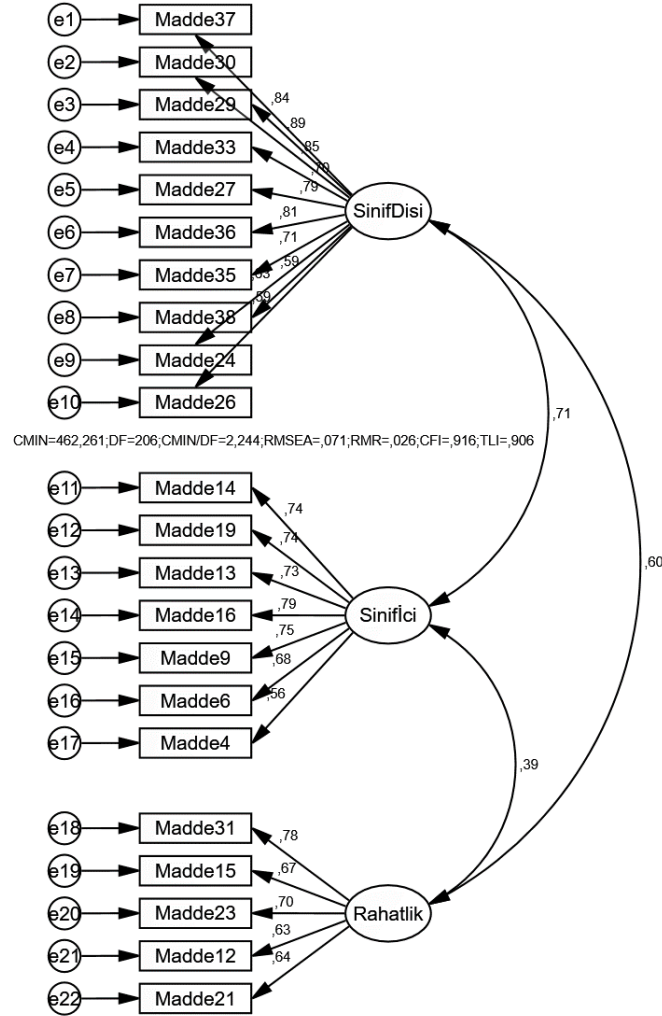 e1 Madde37
e2 Madde30
,84
e3 Madde29
,89
,85
e4 Madde33
,79
e5 Madde27
SinifDisi
,81
e6 Madde36
,71
e7 Madde35
,59
e8 Madde38
,59
e9 Madde24
e10 Madde26
,71
CMIN=462,261;DF=206;CMIN/DF=2,244;RMSEA=,071;RMR=,026;CFI=,916;TLI=,906
e11 Madde14
,74
e12 Madde19
,74
,60
e13 Madde13
,73
e14 Madde16
,79
Sinifİci
,75
e15 Madde9
,68
e16 Madde6
,56
e17 Madde4
,39
e18 Madde31
,78
e19 Madde15
,67
e20 Madde23
,70
Rahatlik
,63
e21 Madde12
,64
e22 Madde21